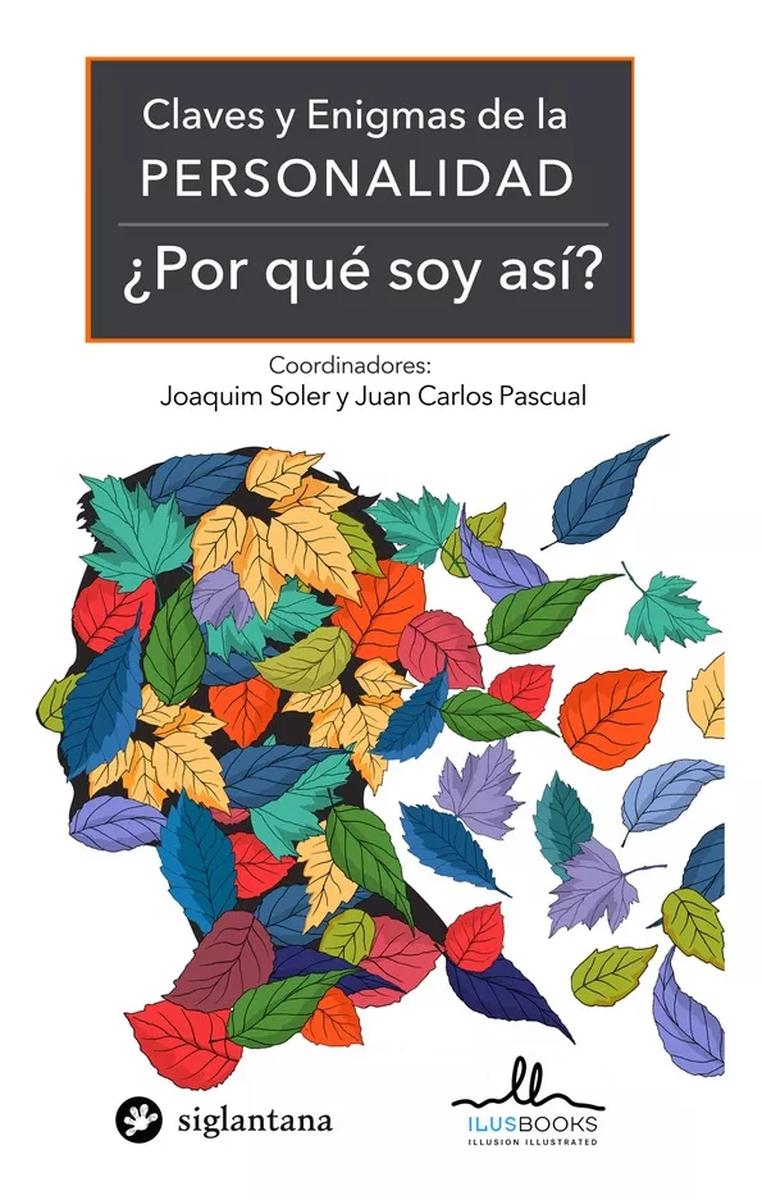 Claves y Enigmas de la
PERSONALIDAD
¿Por qué soy así?
Coordinadores:
Joaquim Soler y Juan Carlos Pascual
siglantana
ILUSBOOKS
ILLUSION ILLUSTRATED